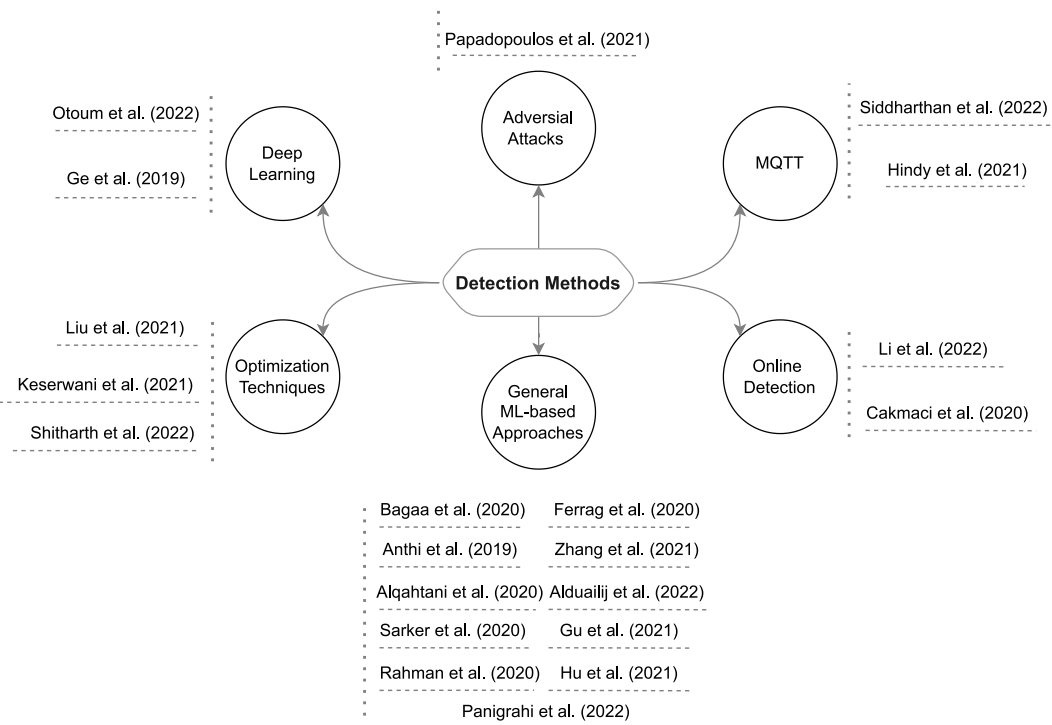 Papadopoulos et al. (2021)
Adversial
Attacks
Otoum et al. (2022)
Ge et al. (2019)
Deep
Learning
MQTT
Siddharthan et al. (2022)
Hindy et al. (2021)
Detection Methods
Liu et al. (2021)
Keserwani et al. (2021)
Shitharth et al. (2022)
Optimization
Techniques
General
ML-based
Approaches
Online
Detection
Li et al. (2022)
Cakmaci et al. (2020)
Bagaa et al. (2020)
Ferrag et al. (2020)
Anthi et al. (2019)
Zhang et al. (2021)
Alqahtani et al. (2020)
Alduailij et al. (2022)
Sarker et al. (2020)
Gu et al. (2021)
Rahman et al. (2020)
Hu et al. (2021)
Panigrahi et al. (2022)